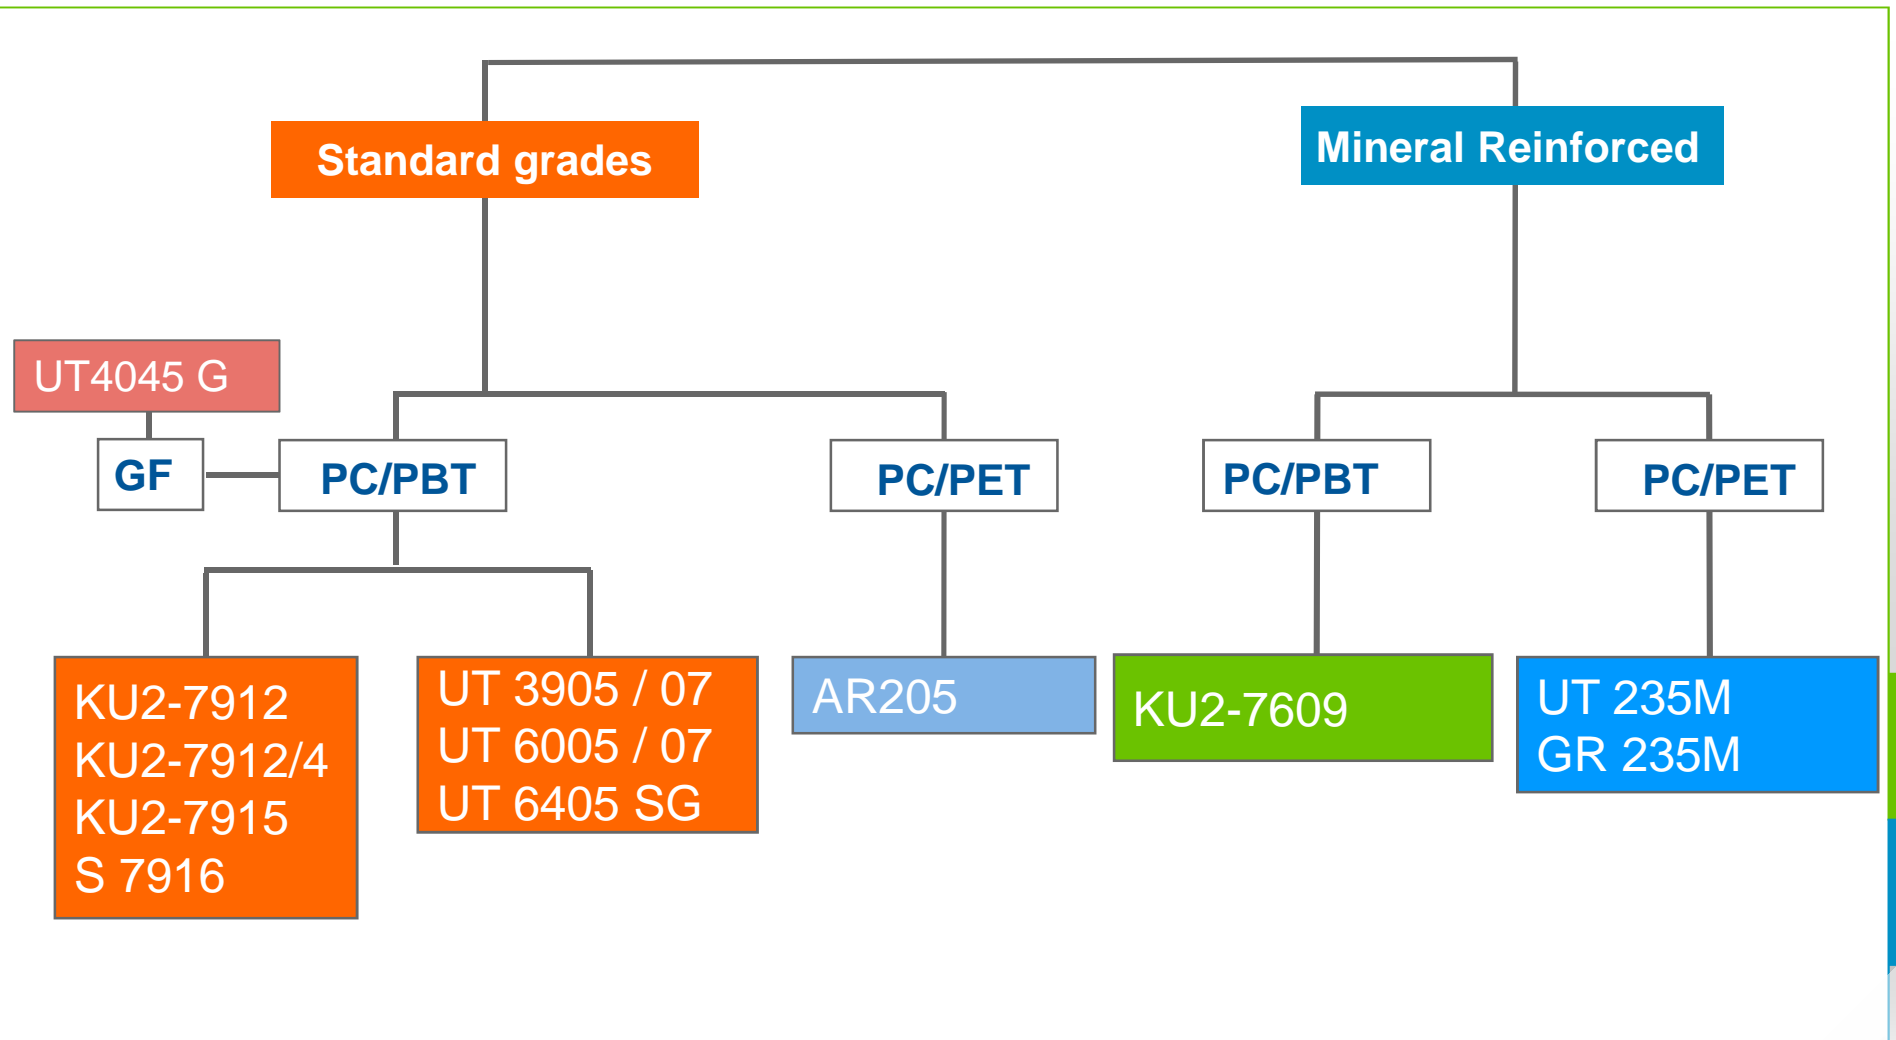 Standard grades
Mineral Reinforced
UT4045 G
GF
PC/PBT
PC/PET
PC/PBT
PC/PET
KU2-7912
KU2-7912/4
KU2-7915
S 7916
UT 3905 / 07
UT 6005 / 07
UT 6405 SG
AR205
KU2-7609
UT 235M
GR 235M